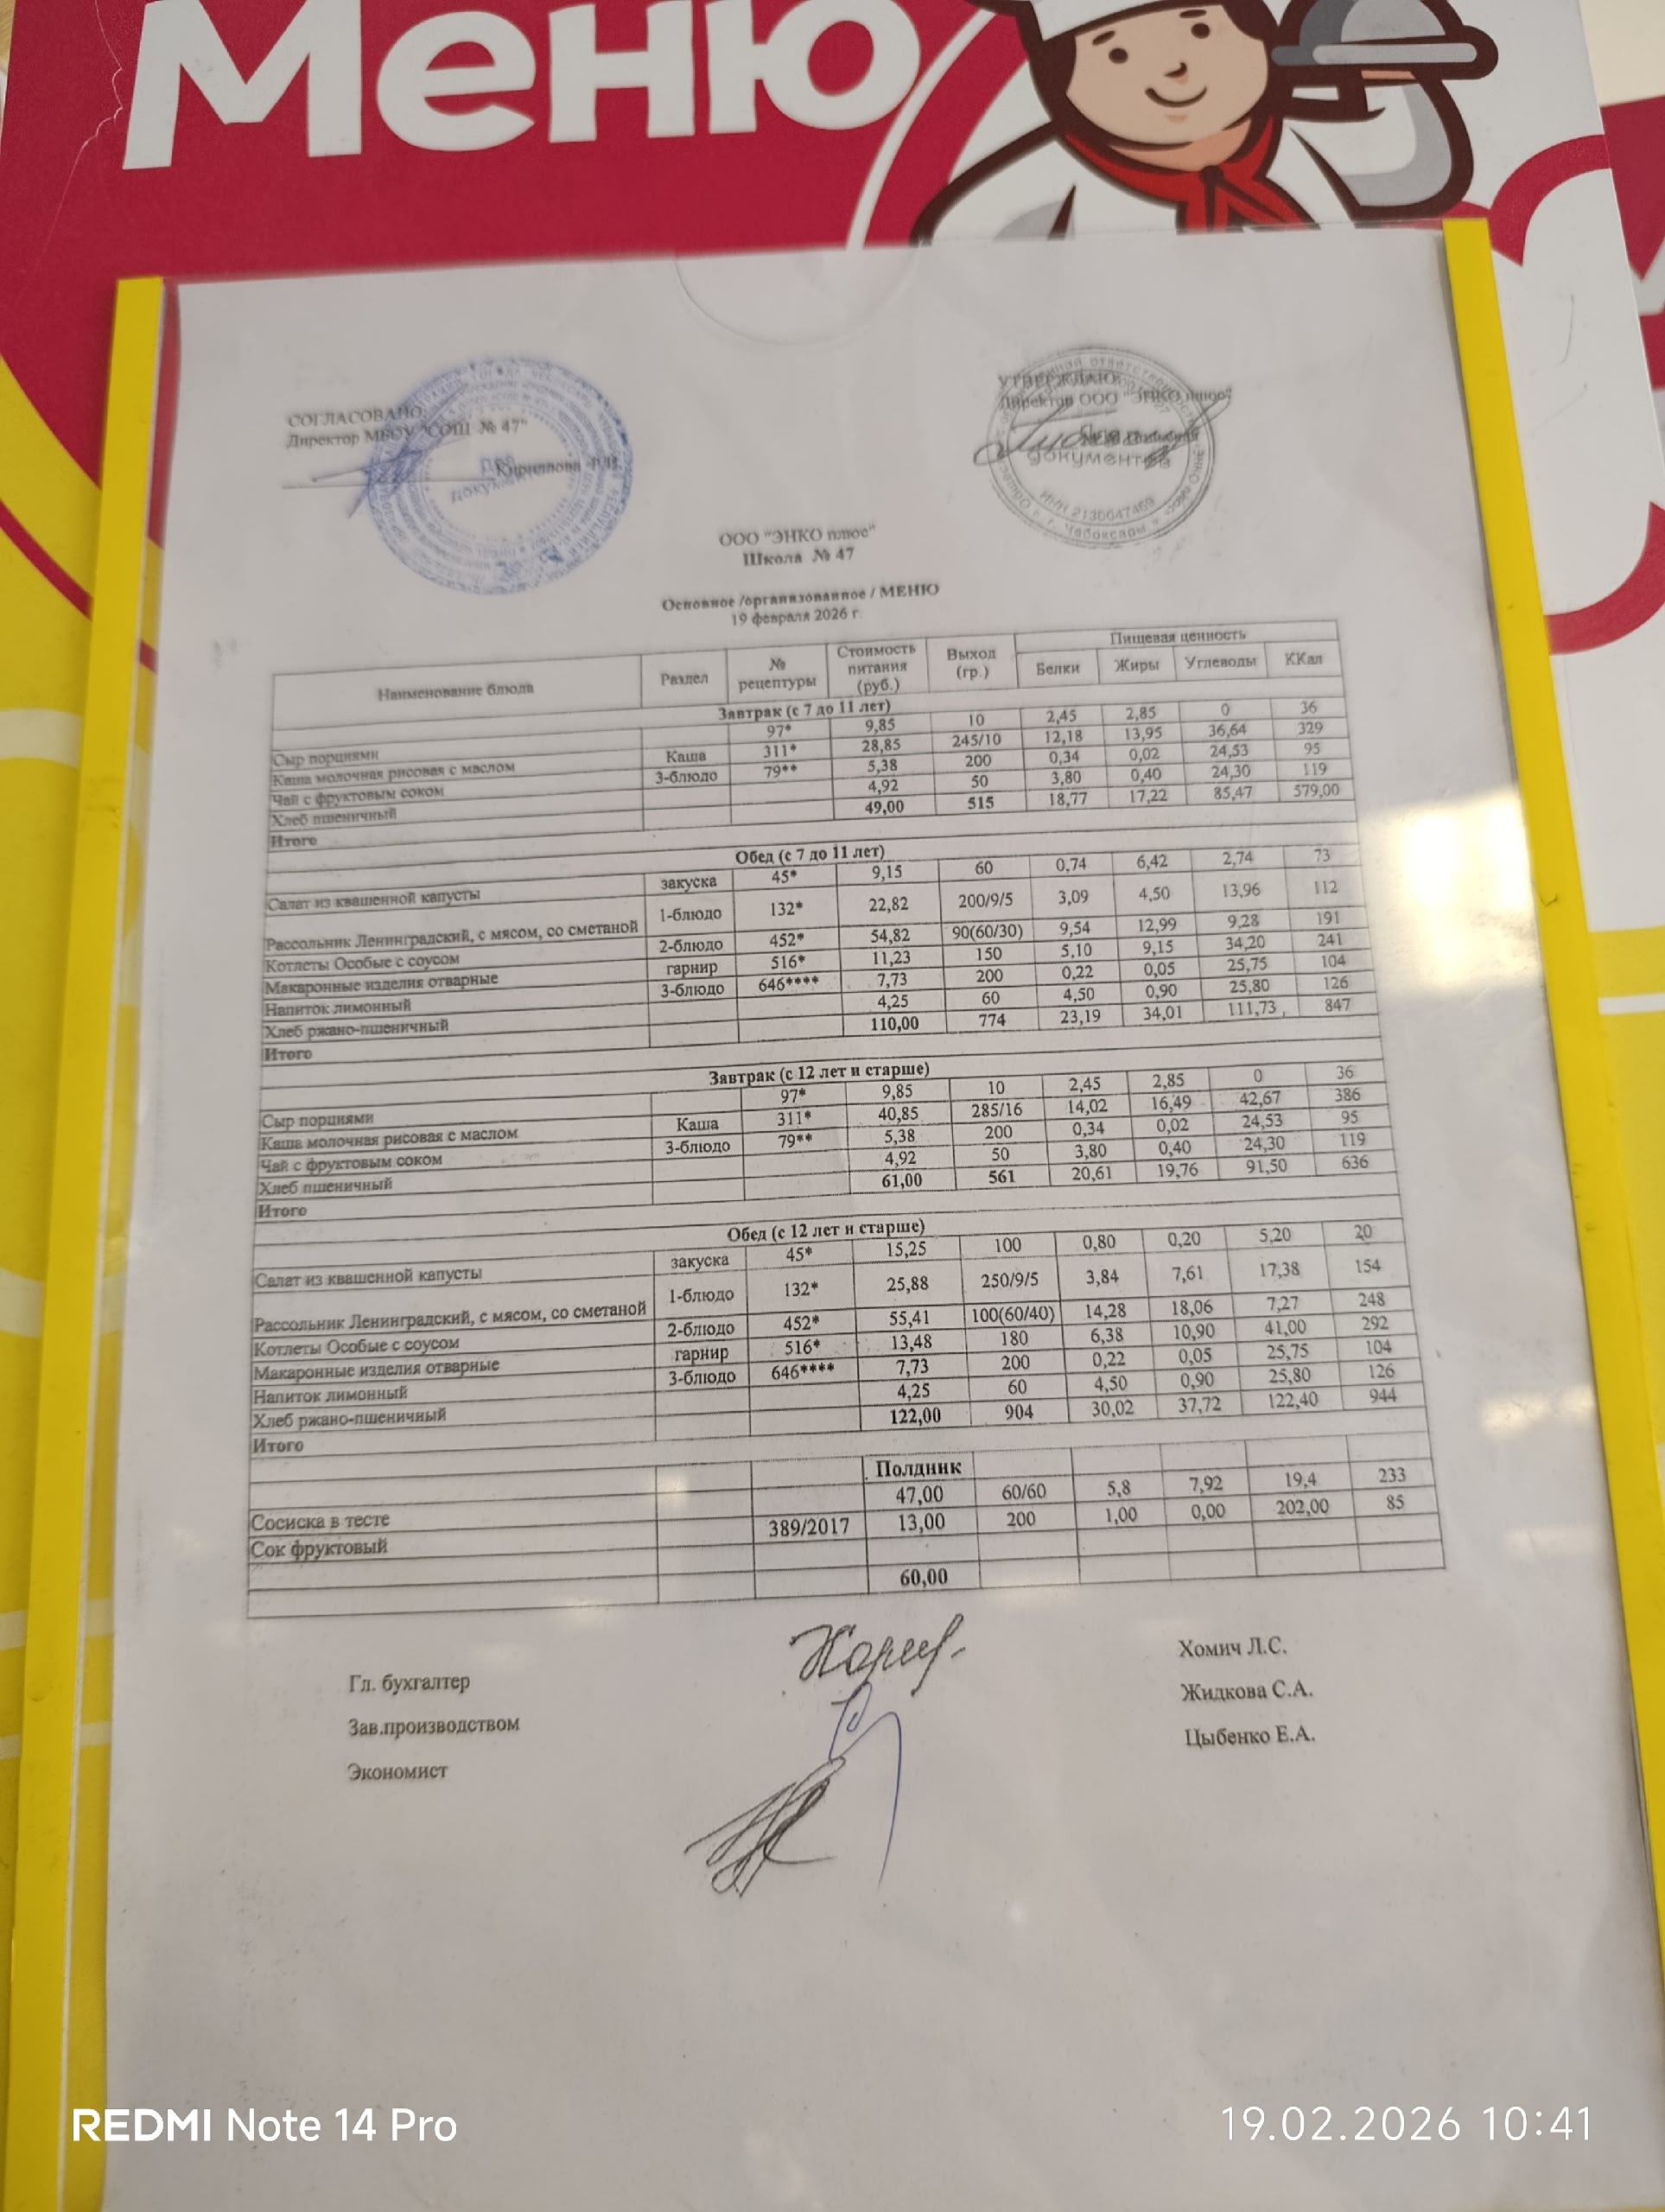 Меню
СОГЛАСОВАНО:
Директор МБОУ "СОШ № 47"
Кириллова
для
документов
УТВЕРЖДАЮ
Директор ООО "ЭНКО плюс"
документов
ИНН 2130047469
г. Чебоксары
ООО "ЭНКО плюс"
Школа № 47
Основное /организованное / МЕНЮ
19 февраля 2026 г.
Наименование блюда Раздел № рецептуры Стоимость питания (руб.) Выход (гр.) Пищевая ценность
Белки Жиры Углеводы ККал
Завтрак (с 7 до 11 лет)
Сыр порциями 97* 9,85 10 2,45 2,85 0 36
Каша молочная рисовая с маслом Каша 311* 28,85 245/10 12,18 13,95 36,64 329
Чай с фруктовым соком 3-блюдо 79** 5,38 200 0,34 0,02 24,53 95
Хлеб пшеничный 4,92 50 3,80 0,40 24,30 119
Итого 49,00 515 18,77 17,22 85,47 579,00
Обед (с 7 до 11 лет)
Салат из квашенной капусты закуска 45* 9,15 60 0,74 6,42 2,74 73
Рассольник Ленинградский, с мясом, со сметаной 1-блюдо 132* 22,82 200/9/5 3,09 4,50 13,96 112
Котлеты Особые с соусом 2-блюдо 452* 54,82 90(60/30) 9,54 12,99 9,28 191
Макаронные изделия отварные гарнир 516* 11,23 150 5,10 9,15 34,20 241
Напиток лимонный 3-блюдо 646**** 7,73 200 0,22 0,05 25,75 104
Хлеб ржано-пшеничный 4,25 60 4,50 0,90 25,80 126
Итого 110,00 774 23,19 34,01 111,73 847
Завтрак (с 12 лет и старше)
Сыр порциями 97* 9,85 10 2,45 2,85 0 36
Каша молочная рисовая с маслом Каша 311* 40,85 285/16 14,02 16,49 42,67 386
Чай с фруктовым соком 3-блюдо 79** 5,38 200 0,34 0,02 24,53 95
Хлеб пшеничный 4,92 50 3,80 0,40 24,30 119
Итого 61,00 561 20,61 19,76 91,50 636
Обед (с 12 лет и старше)
Салат из квашенной капусты закуска 45* 15,25 100 0,80 0,20 5,20 20
Рассольник Ленинградский, с мясом, со сметаной 1-блюдо 132* 25,88 250/9/5 3,84 7,61 17,38 154
Котлеты Особые с соусом 2-блюдо 452* 55,41 100(60/40) 14,28 18,06 7,27 248
Макаронные изделия отварные гарнир 516* 13,48 180 6,38 10,90 41,00 292
Напиток лимонный 3-блюдо 646**** 7,73 200 0,22 0,05 25,75 104
Хлеб ржано-пшеничный 4,25 60 4,50 0,90 25,80 126
Итого 122,00 904 30,02 37,72 122,40 944
Полдник
Сосиска в тесте 47,00 60/60 5,8 7,92 19,4 233
Сок фруктовый 389/2017 13,00 200 1,00 0,00 202,00 85
60,00
Гл. бухгалтер Хомич Л.С.
Зав.производством Жидкова С.А.
Экономист Цыбенко Е.А.
REDMI Note 14 Pro 19.02.2026 10:41